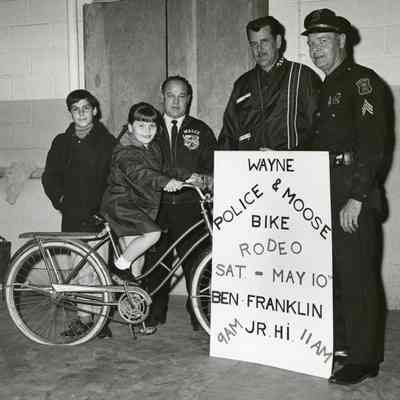 WAYNE
POLICE & MOOSE
BIKE
RODEO
SAT. - MAY 10TH
BEN FRANKLIN
JR. Hi
9AM 11AM